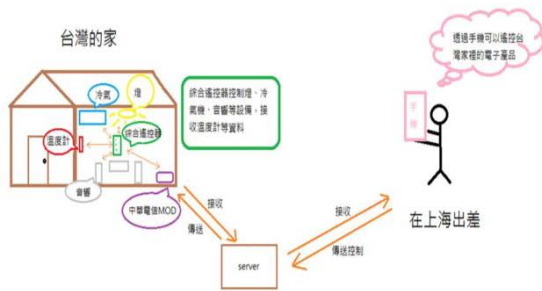 台灣的家
冷氣
燈
溫度計
綜合遙控器
音響
中華電信MOD
綜合遙控器控制燈、冷
氣機、音響等設備，接
收溫度計等資料
接收
傳送
server
接收
傳送控制
透過手機可以遙控台
灣家裡的電子產品
手機
在上海出差